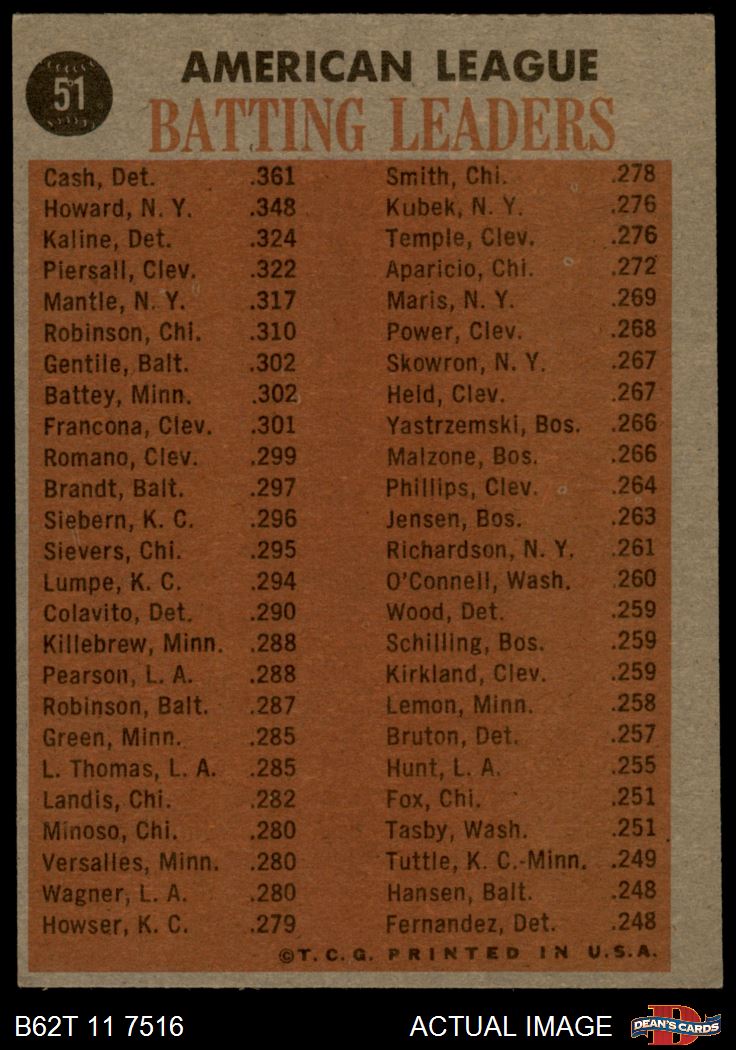 51
AMERICAN LEAGUE
BATTING LEADERS
Cash, Det. .361
Howard, N. Y. .348
Kaline, Det. .324
Piersall, Clev. .322
Mantle, N. Y. .317
Robinson, Chi. .310
Gentile, Balt. .302
Battey, Minn. .302
Francona, Clev. .301
Romano, Clev. .299
Brandt, Balt. .297
Siebern, K. C. .296
Sievers, Chi. .295
Lumpe, K. C. .294
Colavito, Det. .290
Killebrew, Minn. .288
Pearson, L. A. .288
Robinson, Balt. .287
Green, Minn. .285
L. Thomas, L. A. .285
Landis, Chi. .282
Minoso, Chi. .280
Versalles, Minn. .280
Wagner, L. A. .280
Howser, K. C. .279
Smith, Chi. .278
Kubek, N. Y. .276
Temple, Clev. .276
Aparicio, Chi. .272
Maris, N. Y. .269
Power, Clev. .268
Skowron, N. Y. .267
Held, Clev. .267
Yastrzemski, Bos. .266
Malzone, Bos. .266
Phillips, Clev. .264
Jensen, Bos. .263
Richardson, N. Y. .261
O'Connell, Wash. .260
Wood, Det. .259
Schilling, Bos. .259
Kirkland, Clev. .259
Lemon, Minn. .258
Bruton, Det. .257
Hunt, L. A. .255
Fox, Chi. .251
Tasby, Wash. .251
Tuttle, K. C.-Minn. .249
Hansen, Balt. .248
Fernandez, Det. .248
©T. C. G. PRINTED IN U.S.A.
B62T 11 7516
ACTUAL IMAGE
DEAN'S CARDS